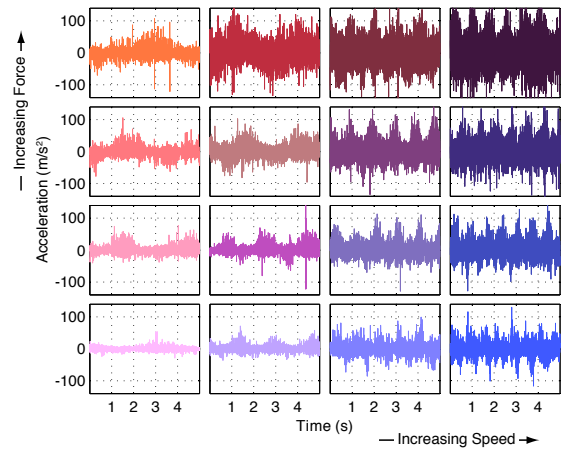 — Increasing Force →
Acceleration (m/s²)
100
0
-100
100
0
-100
100
0
-100
100
0
-100
1 2 3 4 1 2 3 4 1 2 3 4 1 2 3 4
Time (s)
— Increasing Speed →